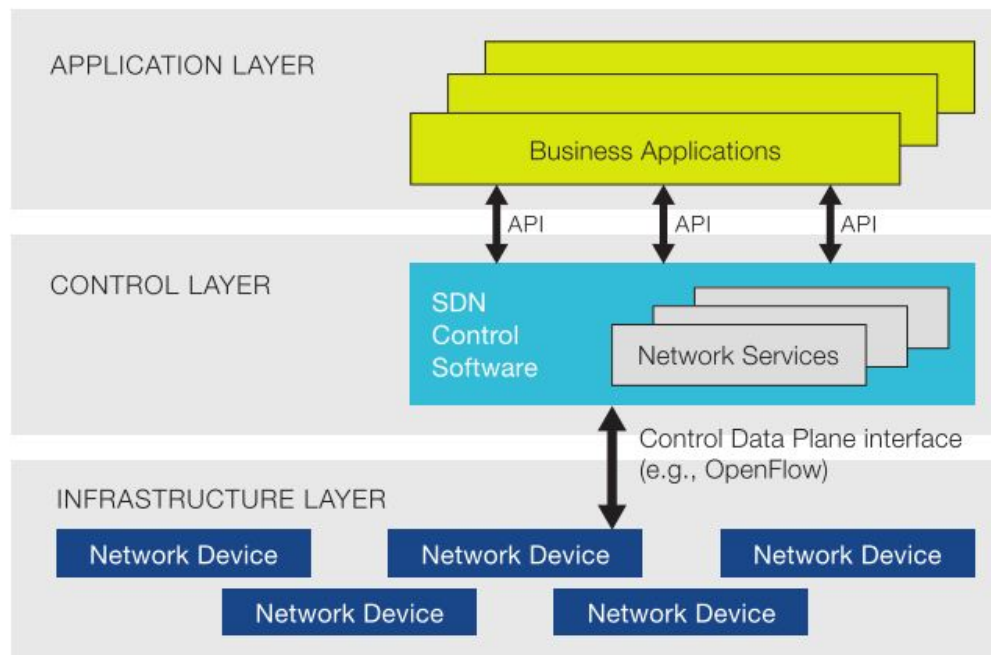 APPLICATION LAYER
Business Applications
API
API
API
CONTROL LAYER
SDN
Control
Software
Network Services
Control Data Plane interface
(e.g., OpenFlow)
INFRASTRUCTURE LAYER
Network Device
Network Device
Network Device
Network Device
Network Device